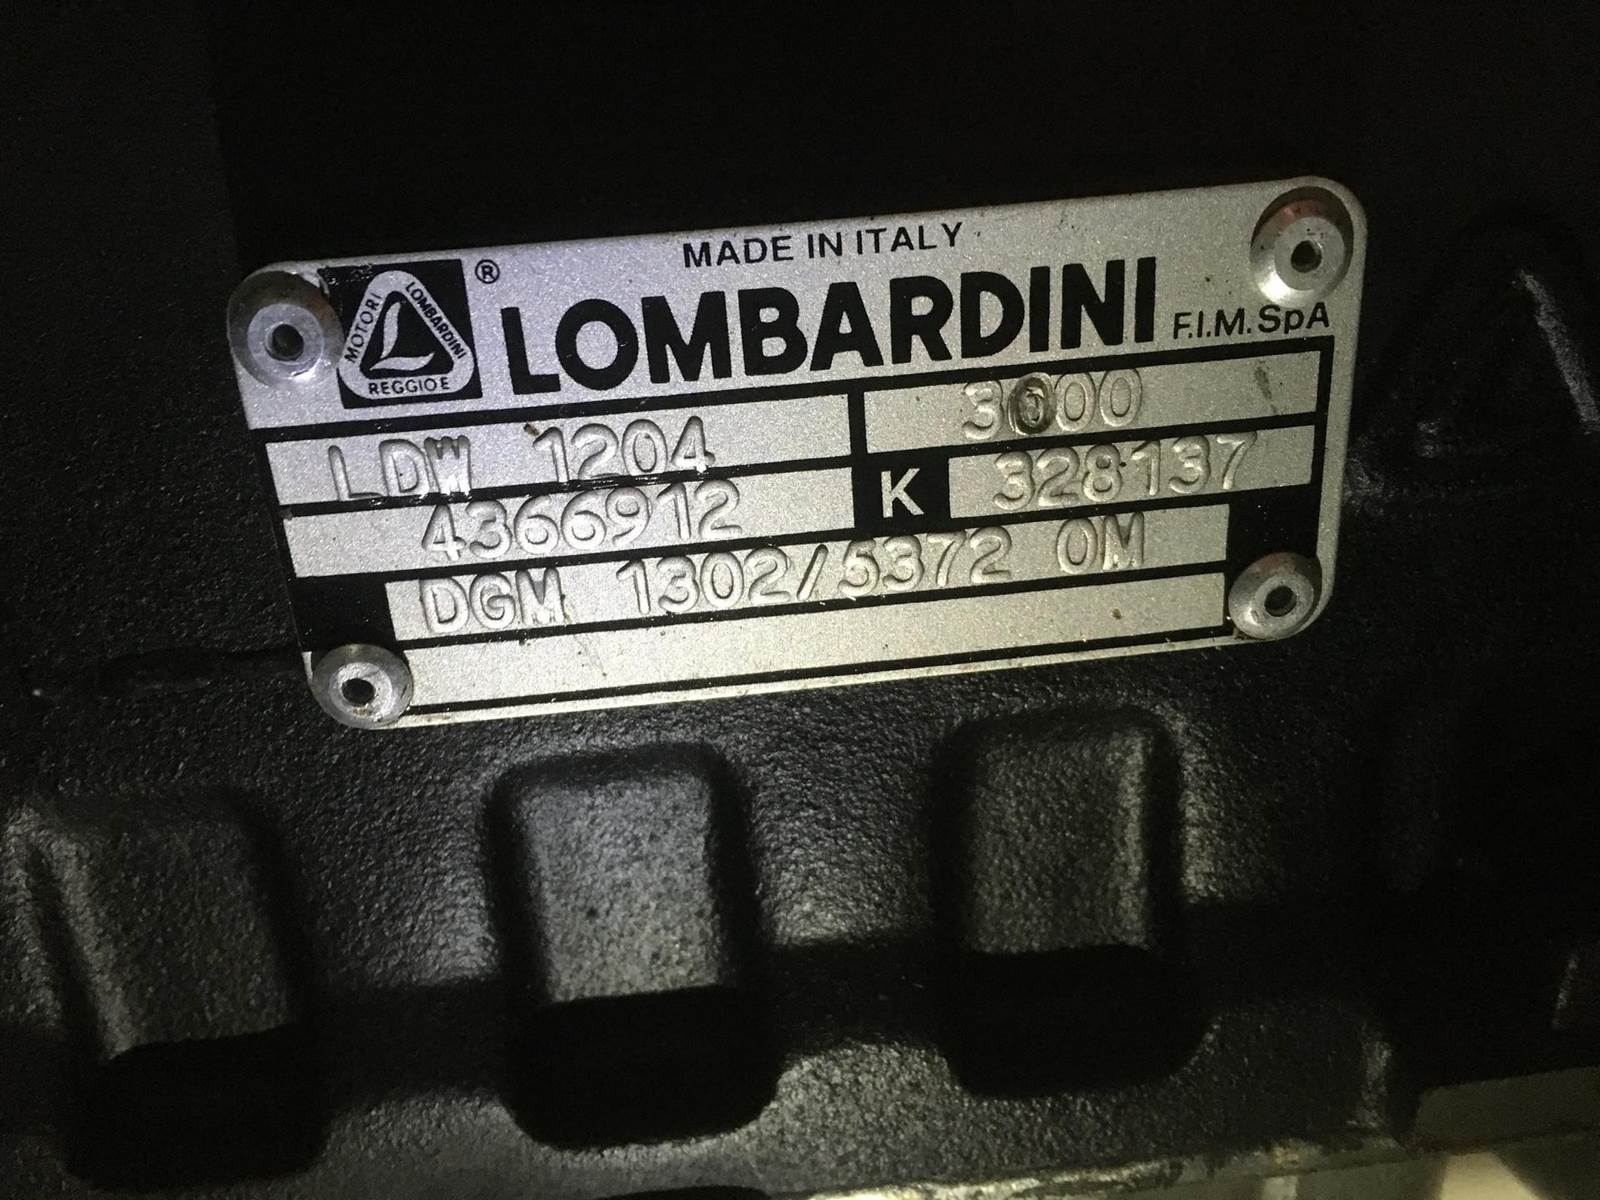 MADE IN ITALY
MOTORI LOMBARDINI REGGIO E ®
LOMBARDINI F.I.M. SpA
LDW 1204 3000
4366912 K 328137
DGM 1302/5372 OM